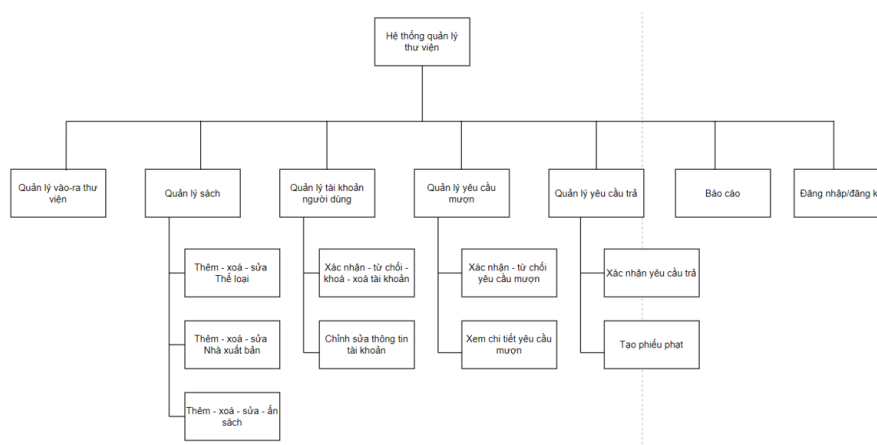 Hệ thống quản lý
thư viện
Quản lý vào-ra thư
viện
Quản lý sách
Quản lý tài khoản
người dùng
Quản lý yêu cầu
mượn
Quản lý yêu cầu trả
Báo cáo
Đăng nhập/đăng k
Thêm - xoá - sửa
Thể loại
Xác nhận - từ chối -
khoá - xoá tài khoản
Xác nhận - từ chối
yêu cầu mượn
Xác nhận yêu cầu trả
Thêm - xoá - sửa
Nhà xuất bản
Chỉnh sửa thông tin
tài khoản
Xem chi tiết yêu cầu
mượn
Tạo phiếu phạt
Thêm - xoá - sửa - ẩn
sách